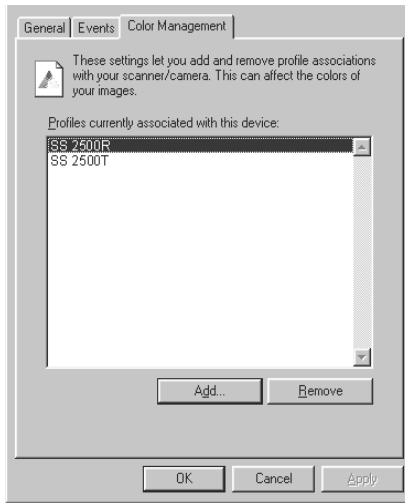 General Events Color Management
These settings let you add and remove profile associations
with your scanner/camera. This can affect the colors of
your images.
Profiles currently associated with this device:
SS 2500R
SS 2500T
Add... Remove
OK Cancel Apply